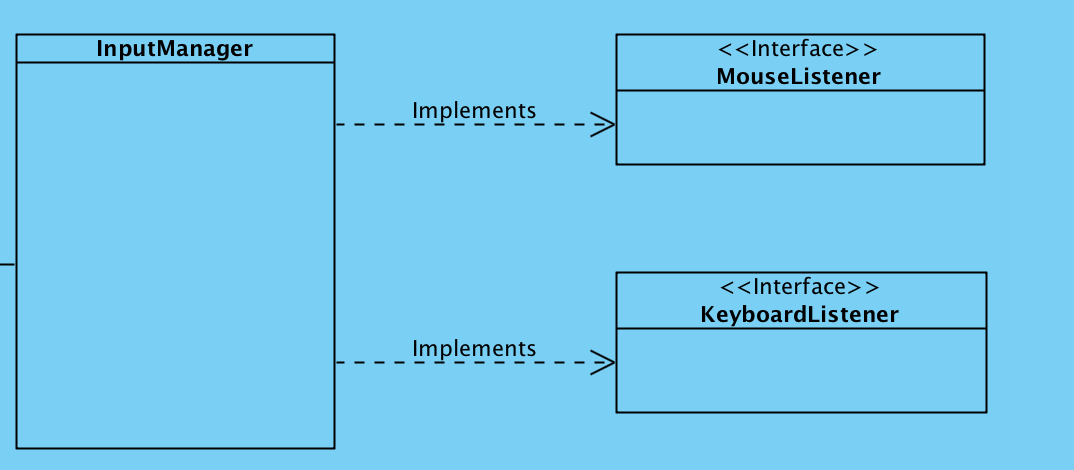 InputManager
<<Interface>>
MouseListener
Implements
<<Interface>>
KeyboardListener
Implements